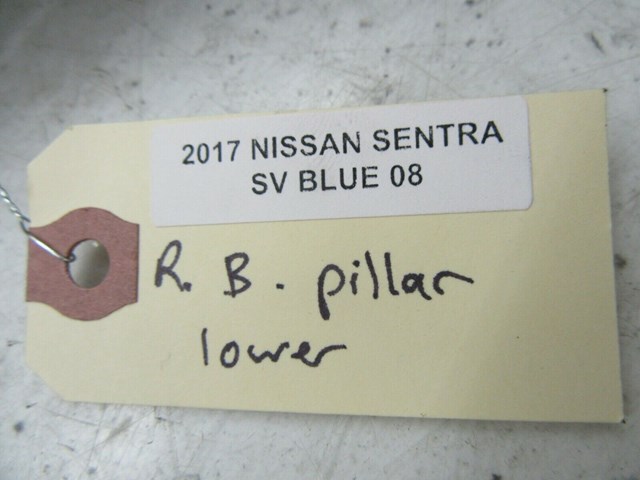 2017 NISSAN SENTRA
SV BLUE 08
R. B. pillar
lower